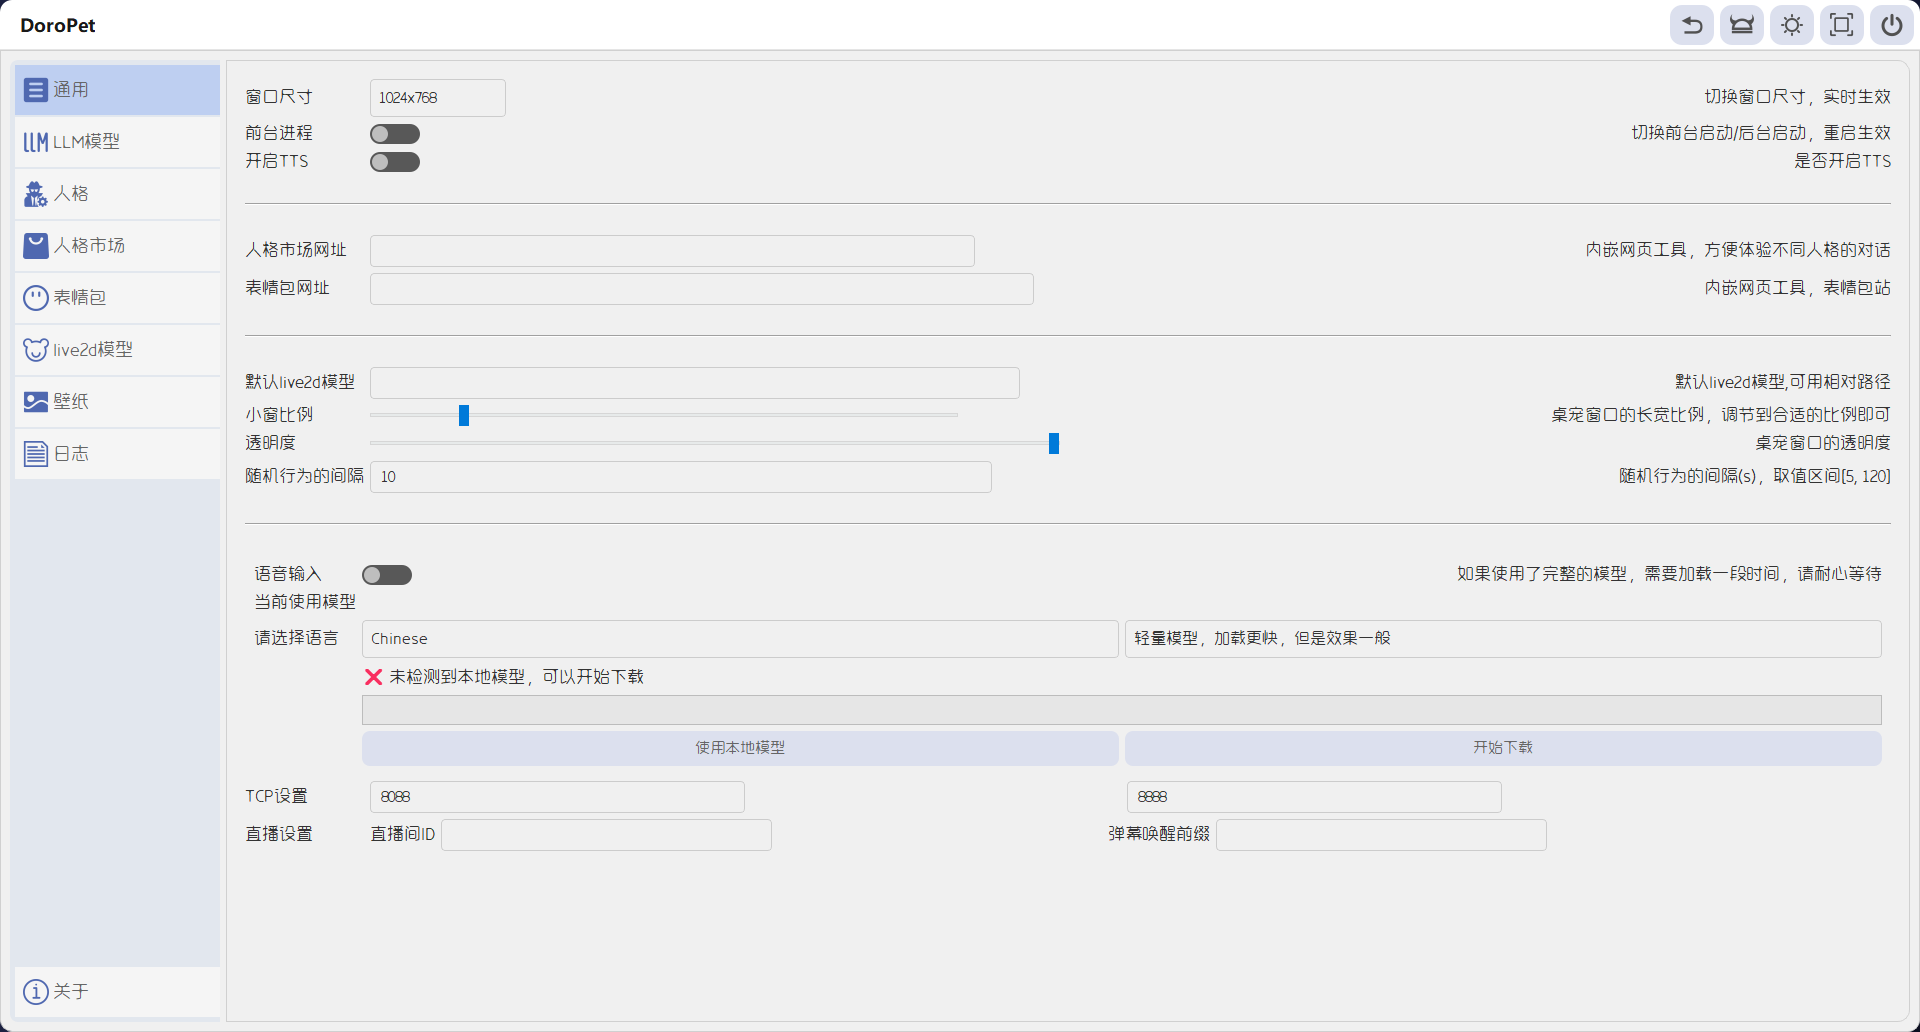 DoroPet
通用
LLM模型
人格
人格市场
表情包
live2d模型
壁纸
日志
关于
窗口尺寸 1024x768 切换窗口尺寸，实时生效
前台进程 切换前台启动/后台启动，重启生效
开启TTS 是否开启TTS
人格市场网址 内嵌网页工具，方便体验不同人格的对话
表情包网址 内嵌网页工具，表情包站
默认live2d模型 默认live2d模型,可用相对路径
小窗比例 桌宠窗口的长宽比例，调节到合适的比例即可
透明度 桌宠窗口的透明度
随机行为的间隔 10 随机行为的间隔(s)，取值区间[5, 120]
语音输入 如果使用了完整的模型，需要加载一段时间，请耐心等待
当前使用模型
请选择语言 Chinese 轻量模型，加载更快，但是效果一般
❌ 未检测到本地模型，可以开始下载
使用本地模型 开始下载
TCP设置 8088 8888
直播设置 直播间ID 弹幕唤醒前缀